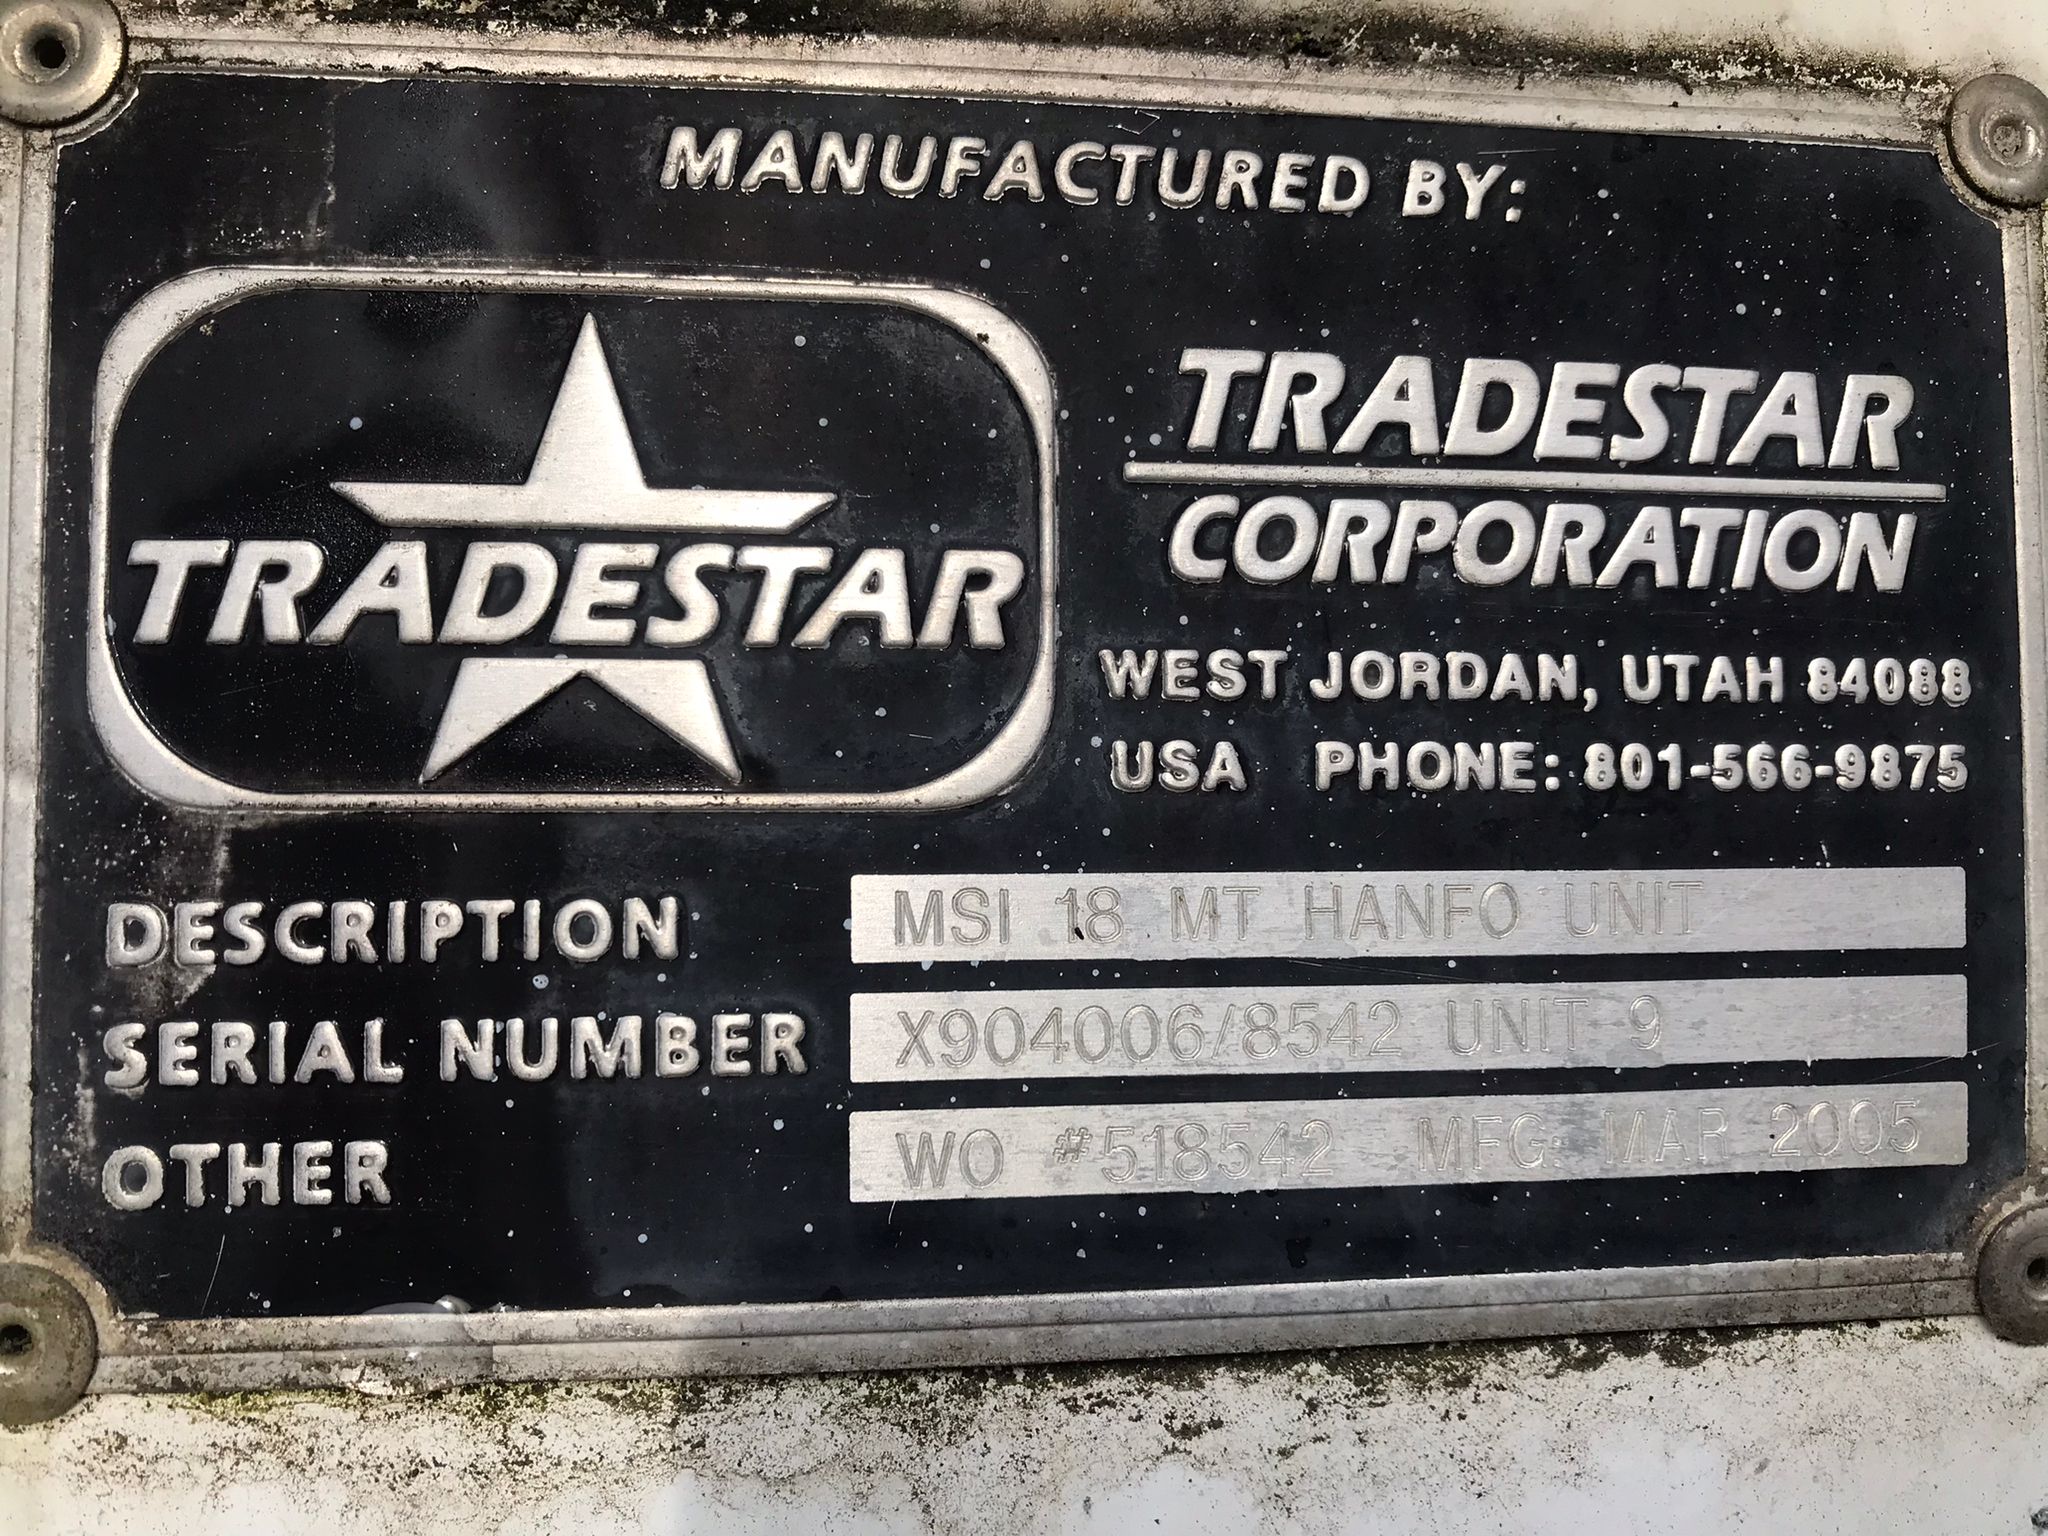 MANUFACTURED BY:
TRADESTAR
TRADESTAR
CORPORATION
WEST JORDAN, UTAH 84088
USA PHONE: 801-566-9875
DESCRIPTION MSI 18 MT HANFO UNIT
SERIAL NUMBER X904006/8542 UNIT 9
OTHER WO #518542 MFG: MAR 2005